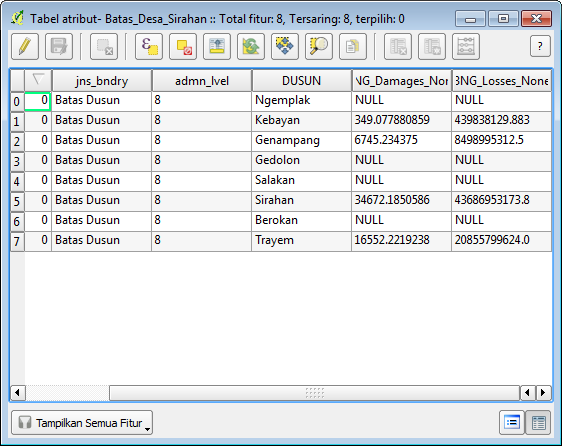 Tabel atribut- Batas_Desa_Sirahan :: Total fitur: 8, Tersaring: 8, terpilih: 0
?
jns_bndry admn_lvel DUSUN NG_Damages_Nor 3NG_Losses_None
0 0 Batas Dusun 8 Ngemplak NULL NULL
1 0 Batas Dusun 8 Kebayan 349.077880859 439838129.883
2 0 Batas Dusun 8 Genampang 6745.234375 8498995312.5
3 0 Batas Dusun 8 Gedolon NULL NULL
4 0 Batas Dusun 8 Salakan NULL NULL
5 0 Batas Dusun 8 Sirahan 34672.1850586 43686953173.8
6 0 Batas Dusun 8 Berokan NULL NULL
7 0 Batas Dusun 8 Trayem 16552.2219238 20855799624.0
Tampilkan Semua Fitur